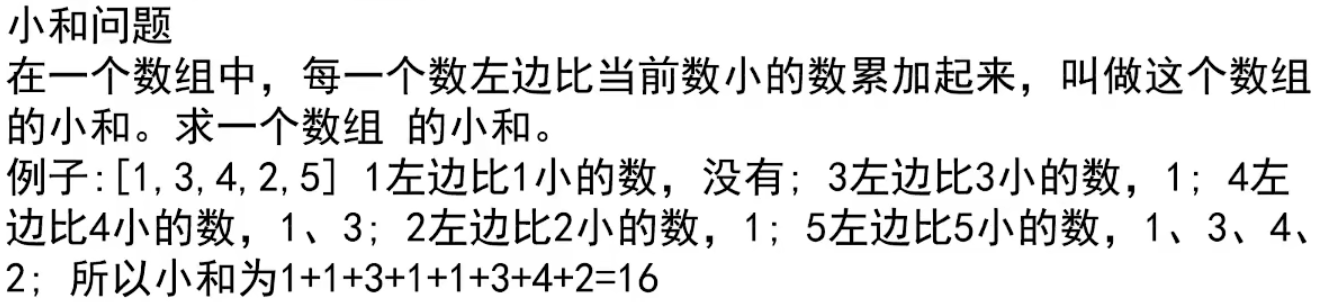 小和问题
在一个数组中，每一个数左边比当前数小的数累加起来，叫做这个数组
的小和。求一个数组 的小和。
例子:[1,3,4,2,5] 1左边比1小的数，没有; 3左边比3小的数，1; 4左
边比4小的数，1、3; 2左边比2小的数，1; 5左边比5小的数，1、3、4、
2; 所以小和为1+1+3+1+1+3+4+2=16